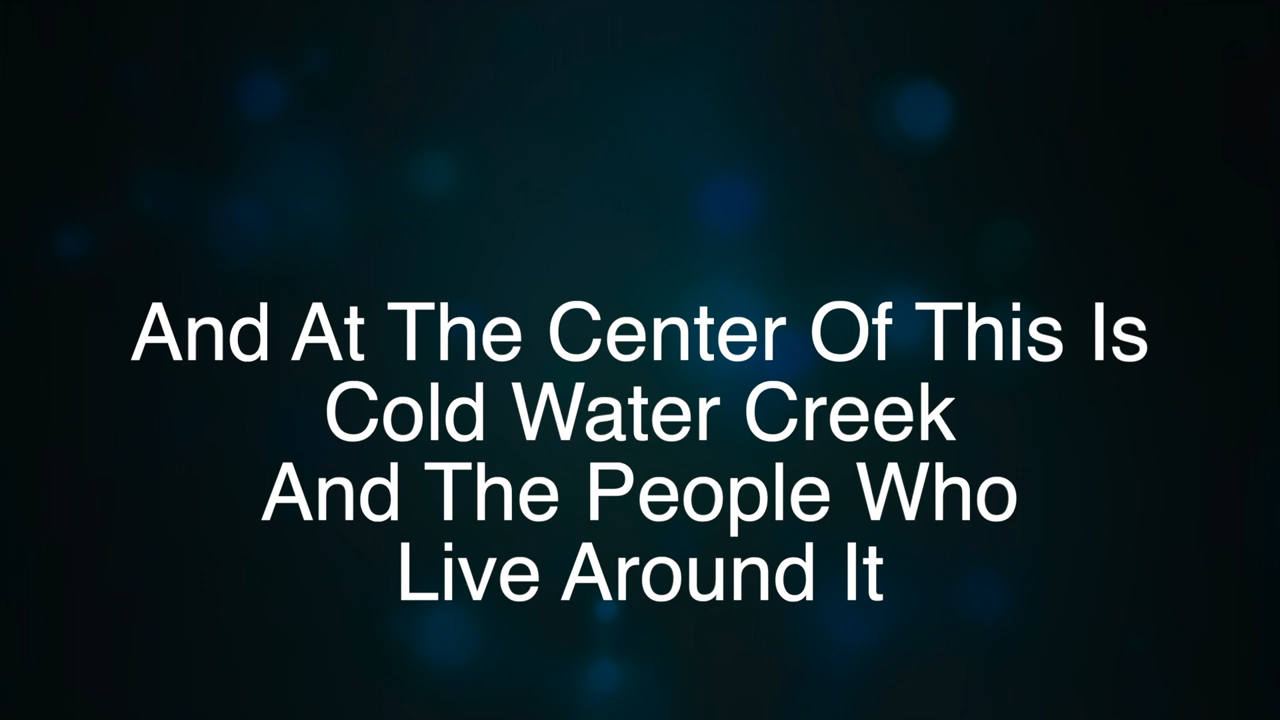 And At The Center Of This Is
Cold Water Creek
And The People Who
Live Around It